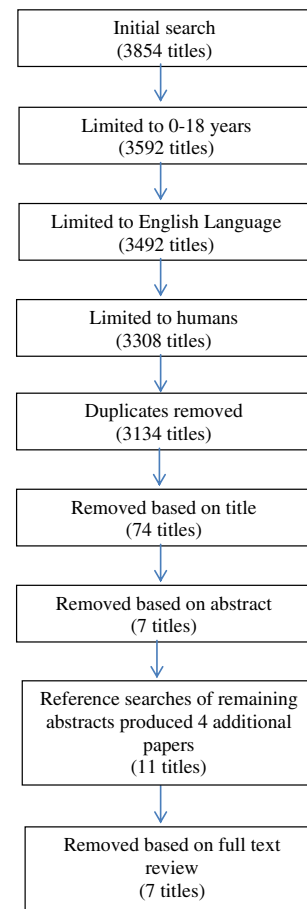 Initial search
(3854 titles)
Limited to 0-18 years
(3592 titles)
Limited to English Language
(3492 titles)
Limited to humans
(3308 titles)
Duplicates removed
(3134 titles)
Removed based on title
(74 titles)
Removed based on abstract
(7 titles)
Reference searches of remaining
abstracts produced 4 additional
papers
(11 titles)
Removed based on full text
review
(7 titles)